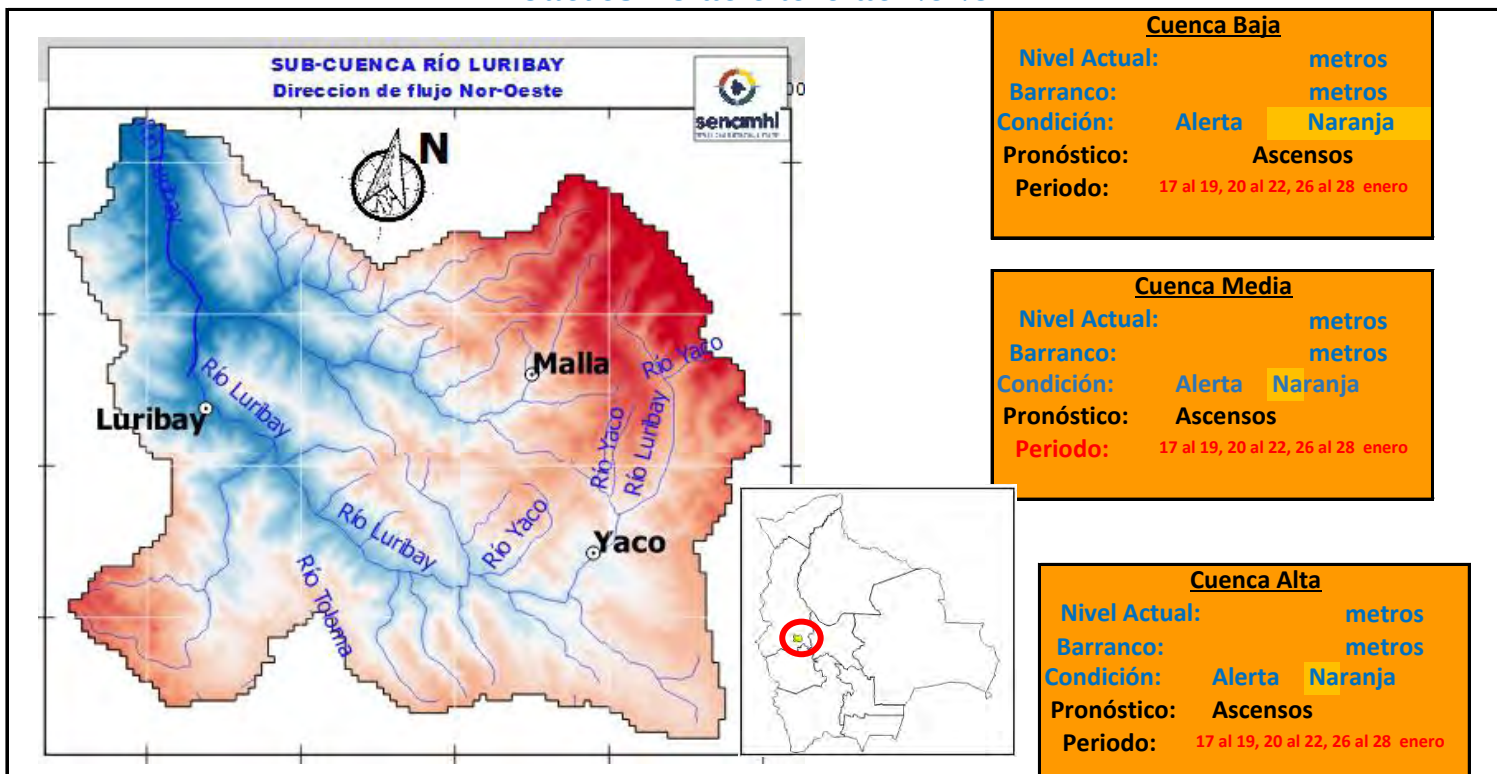 SUB-CUENCA RÍO LURIBAY
Direccion de flujo Nor-Oeste
senamhi
00
N
Luribay
Malla
Río Yaco
Río Luribay
Río Yaco
Río Luribay
Luribay
Río Luribay
Río Yaco
Yaco
Río Tolama
Cuenca Baja
Nivel Actual: metros
Barranco: metros
Condición: Alerta Naranja
Pronóstico: Ascensos
Periodo: 17 al 19, 20 al 22, 26 al 28 enero
Cuenca Media
Nivel Actual: metros
Barranco: metros
Condición: Alerta Naranja
Pronóstico: Ascensos
Periodo: 17 al 19, 20 al 22, 26 al 28 enero
Cuenca Alta
Nivel Actual: metros
Barranco: metros
Condición: Alerta Naranja
Pronóstico: Ascensos
Periodo: 17 al 19, 20 al 22, 26 al 28 enero